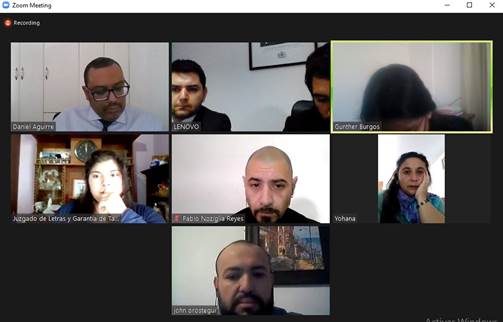 Zoom Meeting
Recording
Daniel Aguirre
LENOVO
Gunther Burgos
Juzgado de Letras y Garantía de Ta...
Fabio Nozíglia Reyes
Yohana
john orostegui
Activar Windows